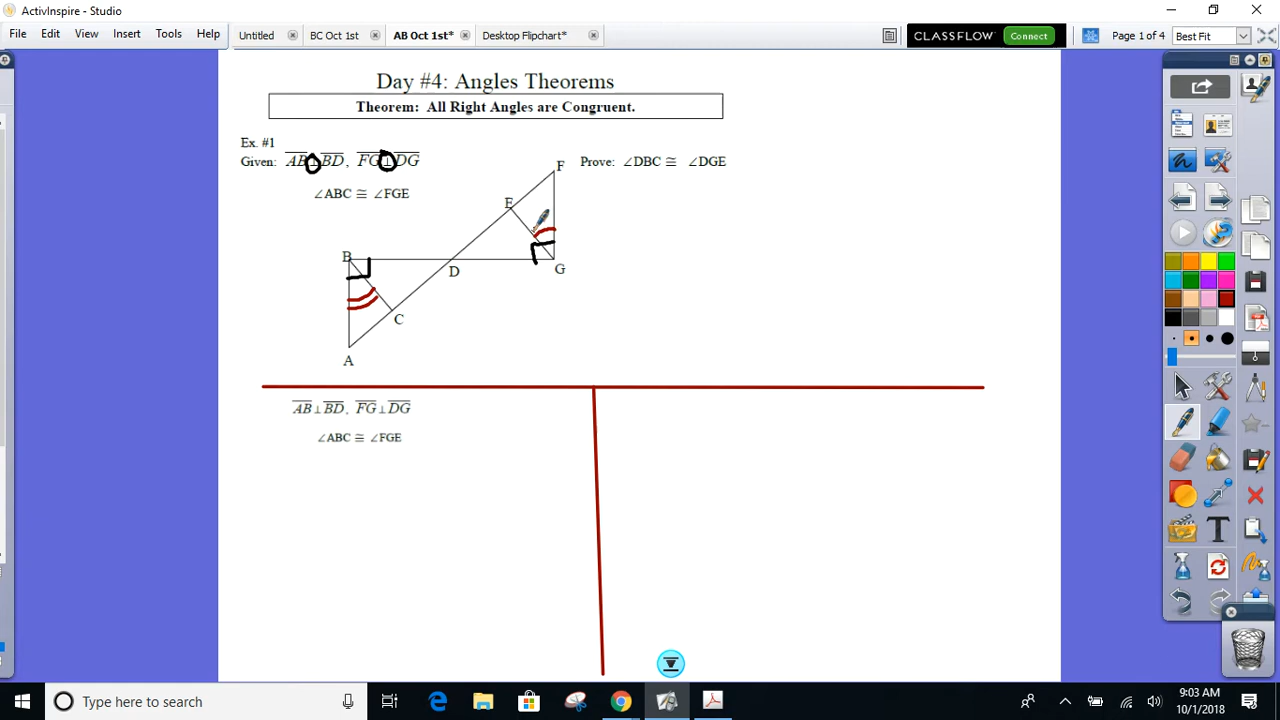 ActivInspire - Studio
File Edit View Insert Tools Help
Untitled BC Oct 1st AB Oct 1st* Desktop Flipchart*
CLASSFLOW Connect
Page 1 of 4 Best Fit
Day #4: Angles Theorems
Theorem: All Right Angles are Congruent.
Ex. #1
Given: AB⊥BD, FG⊥DG Prove: ∠DBC ≅ ∠DGE
∠ABC ≅ ∠FGE
F
E
B
D
G
C
A
AB⊥BD, FG⊥DG
∠ABC ≅ ∠FGE
Type here to search
9:03 AM
10/1/2018